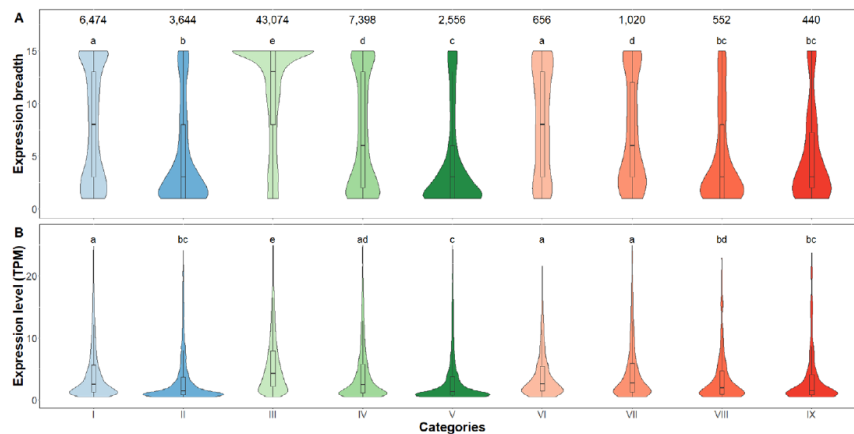 A 6,474 3,644 43,074 7,398 2,556 656 1,020 552 440
a b e d c a d bc bc
15
10
5
0
Expression breadth
B a bc e ad c a a bd bc
20
10
0
Expression level (TPM)
I II III IV V VI VII VIII IX
Categories